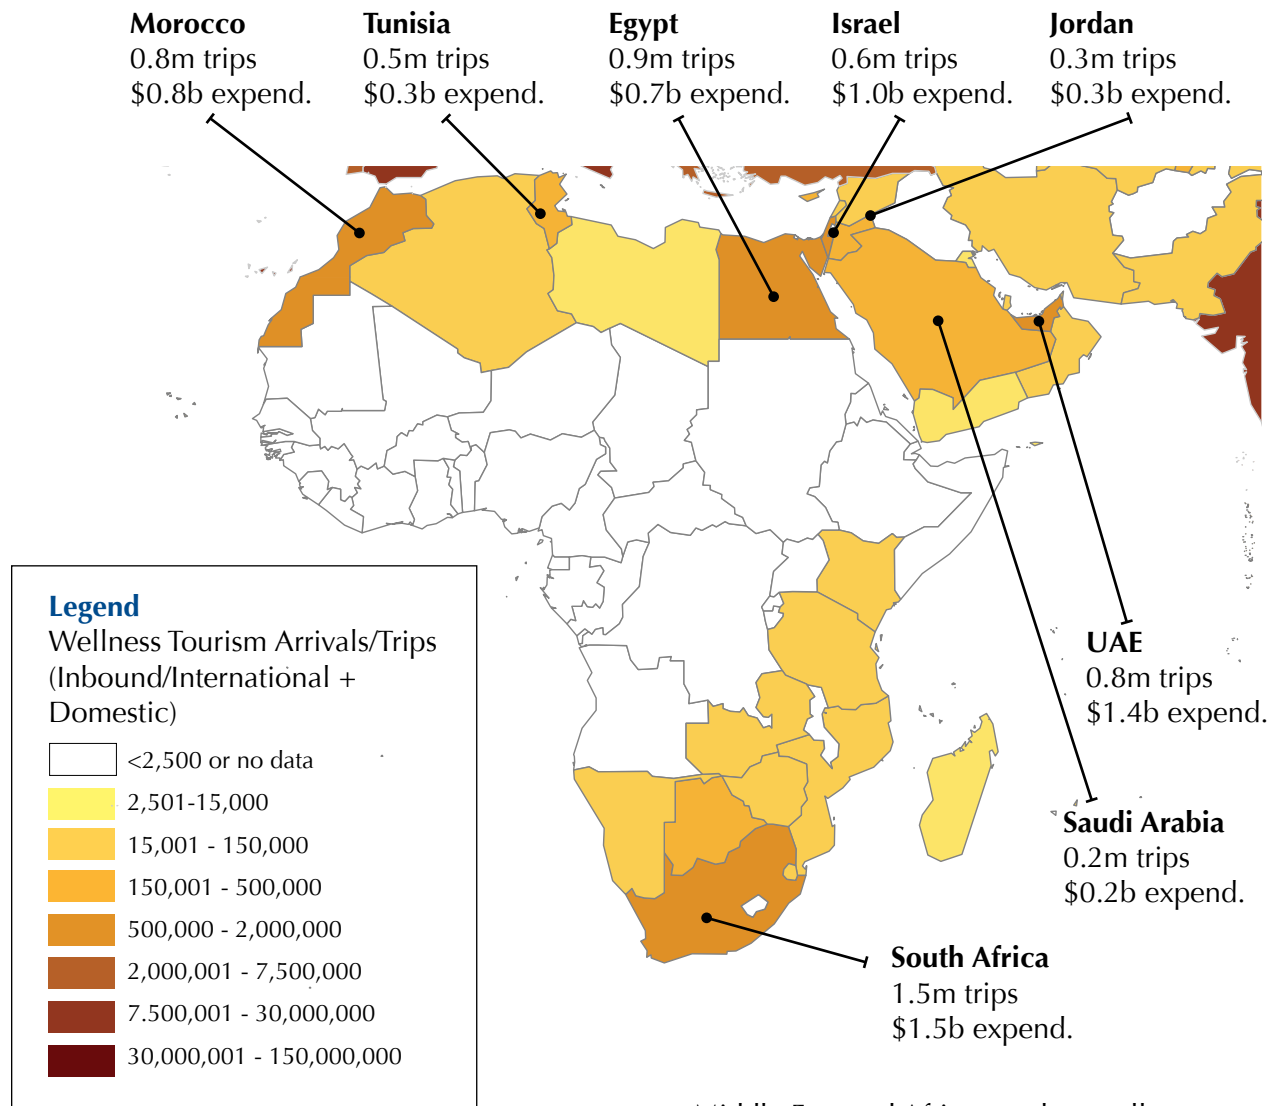 Morocco
0.8m trips
$0.8b expend.
Tunisia
0.5m trips
$0.3b expend.
Egypt
0.9m trips
$0.7b expend.
Israel
0.6m trips
$1.0b expend.
Jordan
0.3m trips
$0.3b expend.
UAE
0.8m trips
$1.4b expend.
Saudi Arabia
0.2m trips
$0.2b expend.
South Africa
1.5m trips
$1.5b expend.
Legend
Wellness Tourism Arrivals/Trips
(Inbound/International +
Domestic)
<2,500 or no data
2,501-15,000
15,001 - 150,000
150,001 - 500,000
500,000 - 2,000,000
2,000,001 - 7,500,000
7.500,001 - 30,000,000
30,000,001 - 150,000,000